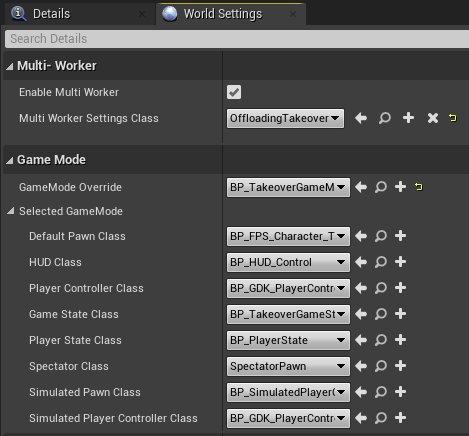 Details
World Settings
Search Details
Multi- Worker
Enable Multi Worker
Multi Worker Settings Class OffloadingTakeover
Game Mode
GameMode Override BP_TakeoverGameM
Selected GameMode
Default Pawn Class BP_FPS_Character_T
HUD Class BP_HUD_Control
Player Controller Class BP_GDK_PlayerContr
Game State Class BP_TakeoverGameSt
Player State Class BP_PlayerState
Spectator Class SpectatorPawn
Simulated Pawn Class BP_SimulatedPlayer
Simulated Player Controller Class BP_GDK_PlayerContr